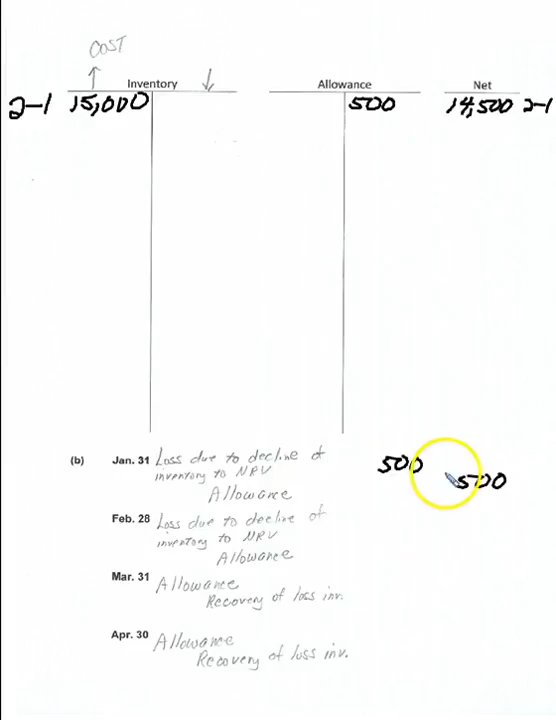 COST
Inventory Allowance Net
2-1 15,000 500 14,500 2-1
(b) Jan. 31 Loss due to decline of
inventory to NRV 500
Allowance 500
Feb. 28 Loss due to decline of
inventory to NRV
Allowance
Mar. 31 Allowance
Recovery of loss inv.
Apr. 30 Allowance
Recovery of loss inv.